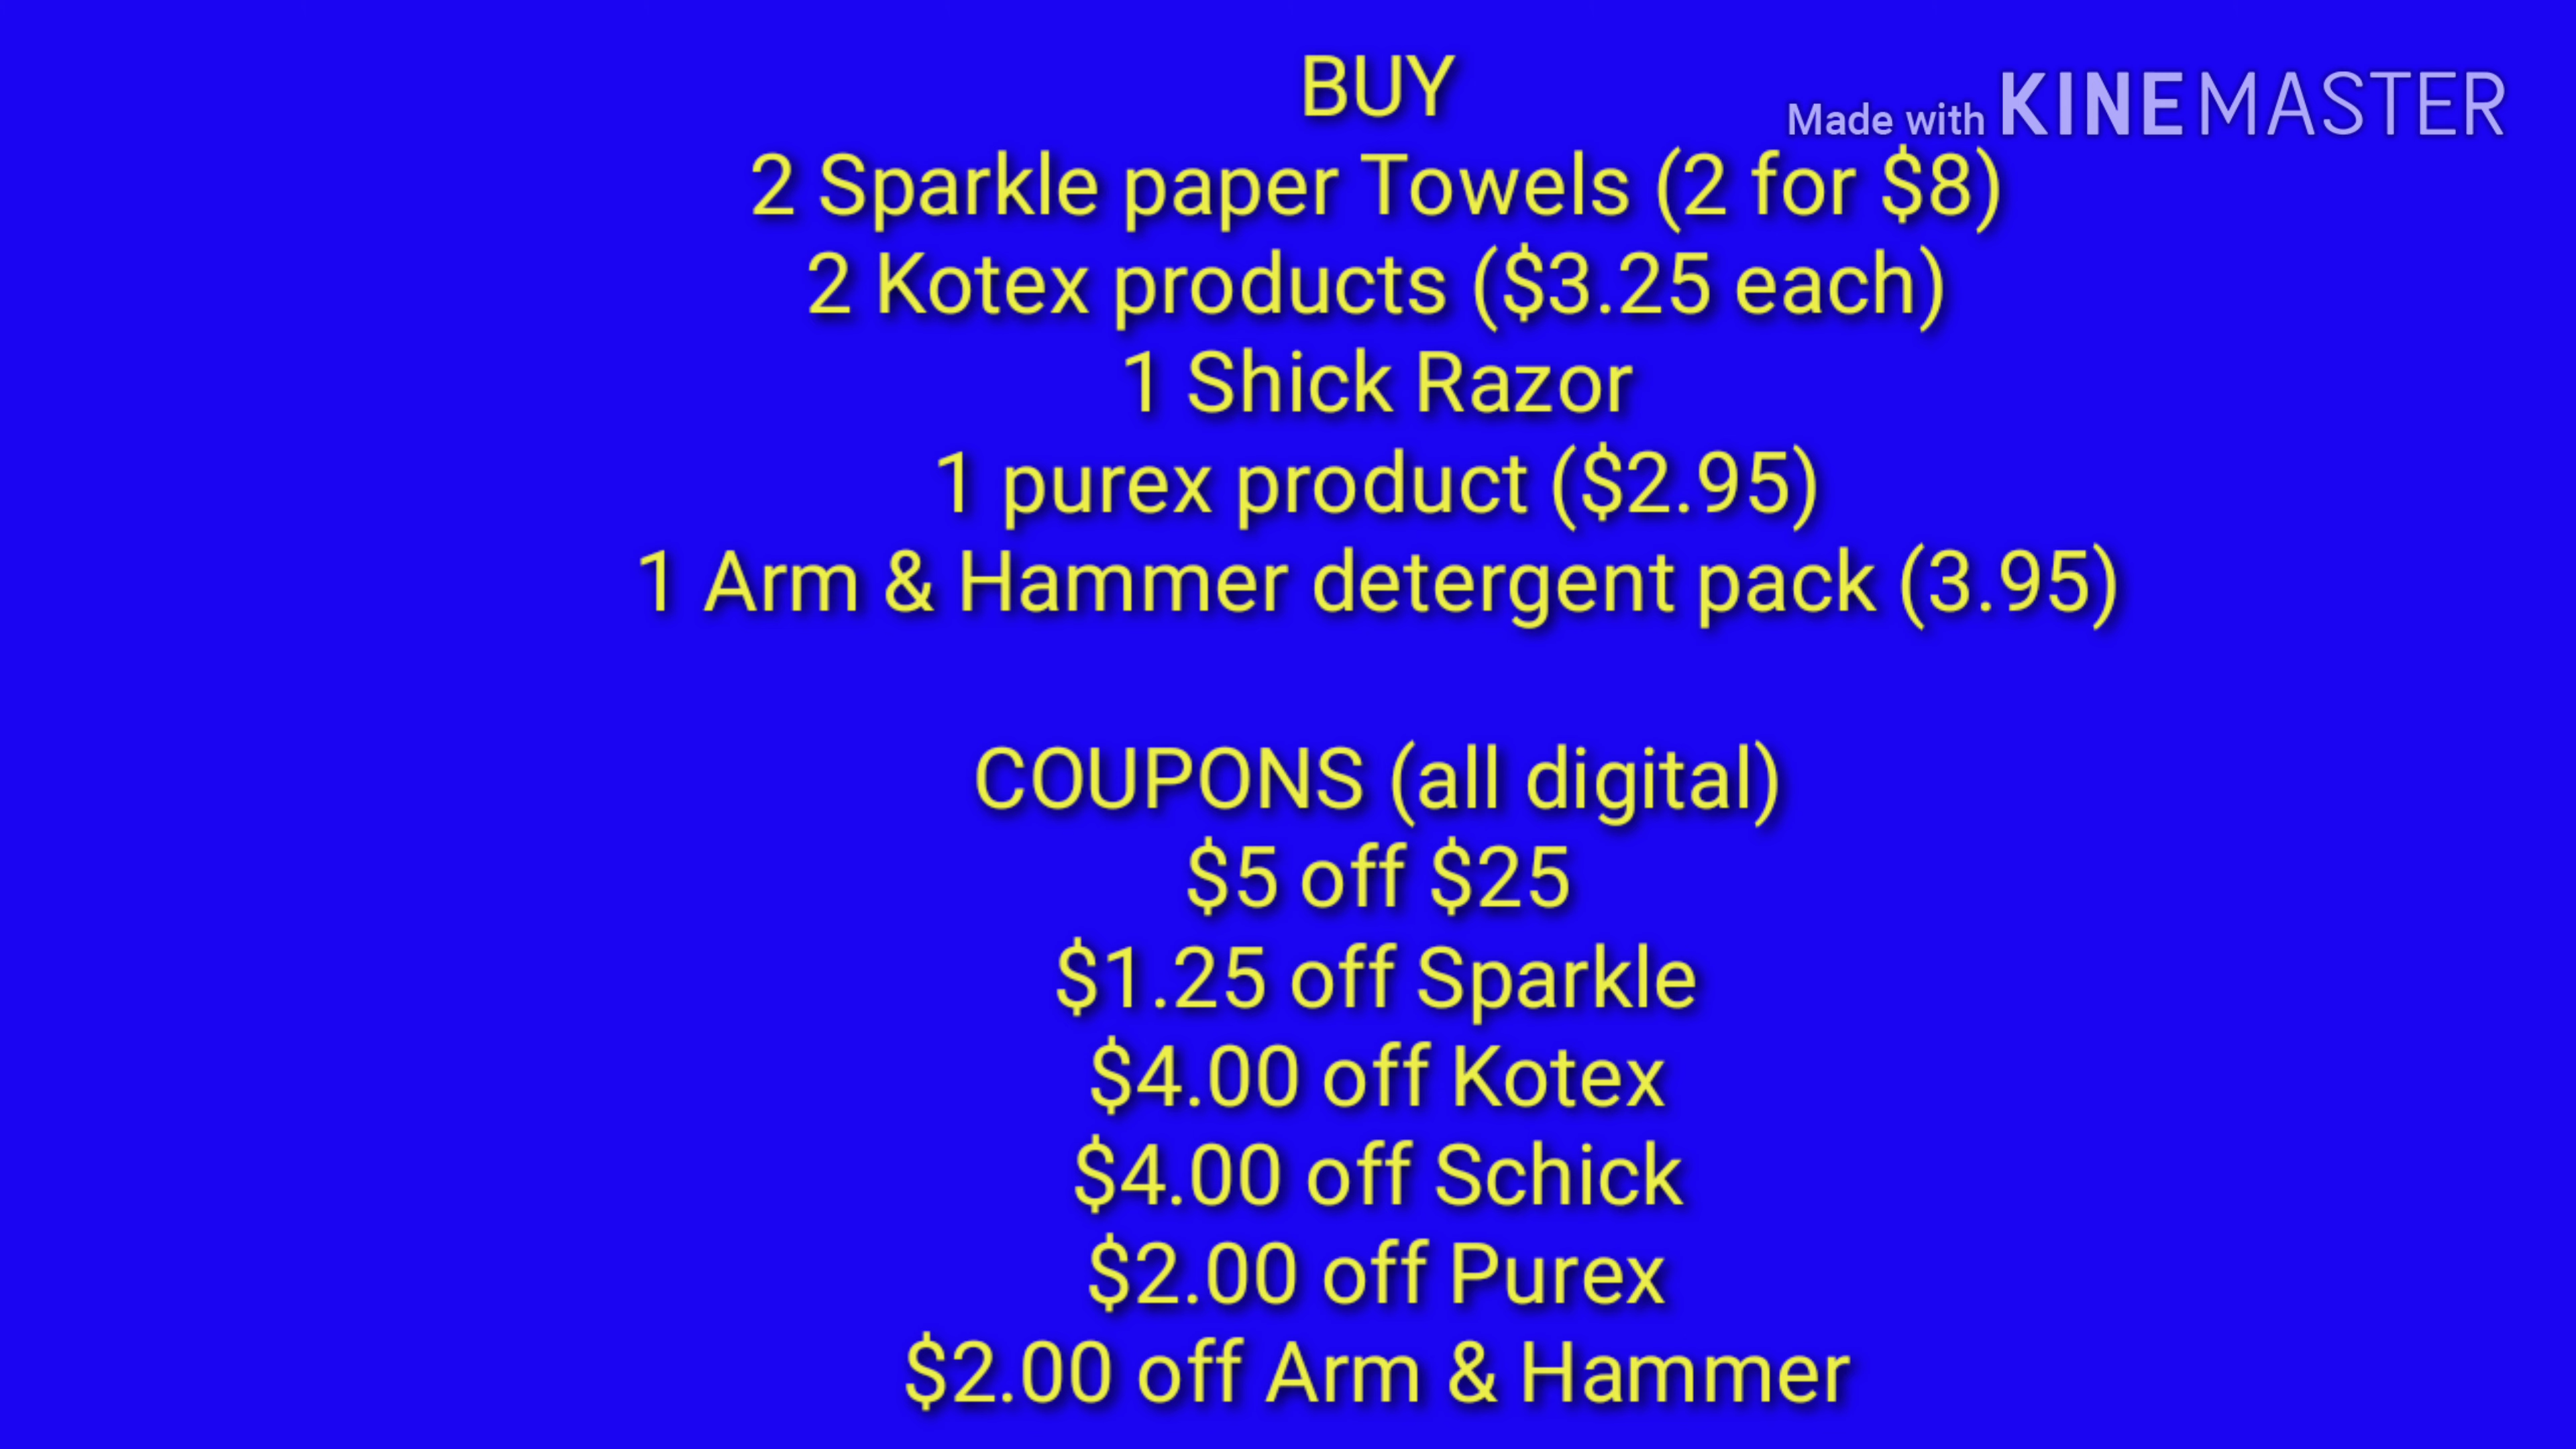 BUY
Made with KINEMASTER
2 Sparkle paper Towels (2 for $8)
2 Kotex products ($3.25 each)
1 Shick Razor
1 purex product ($2.95)
1 Arm & Hammer detergent pack (3.95)
COUPONS (all digital)
$5 off $25
$1.25 off Sparkle
$4.00 off Kotex
$4.00 off Schick
$2.00 off Purex
$2.00 off Arm & Hammer